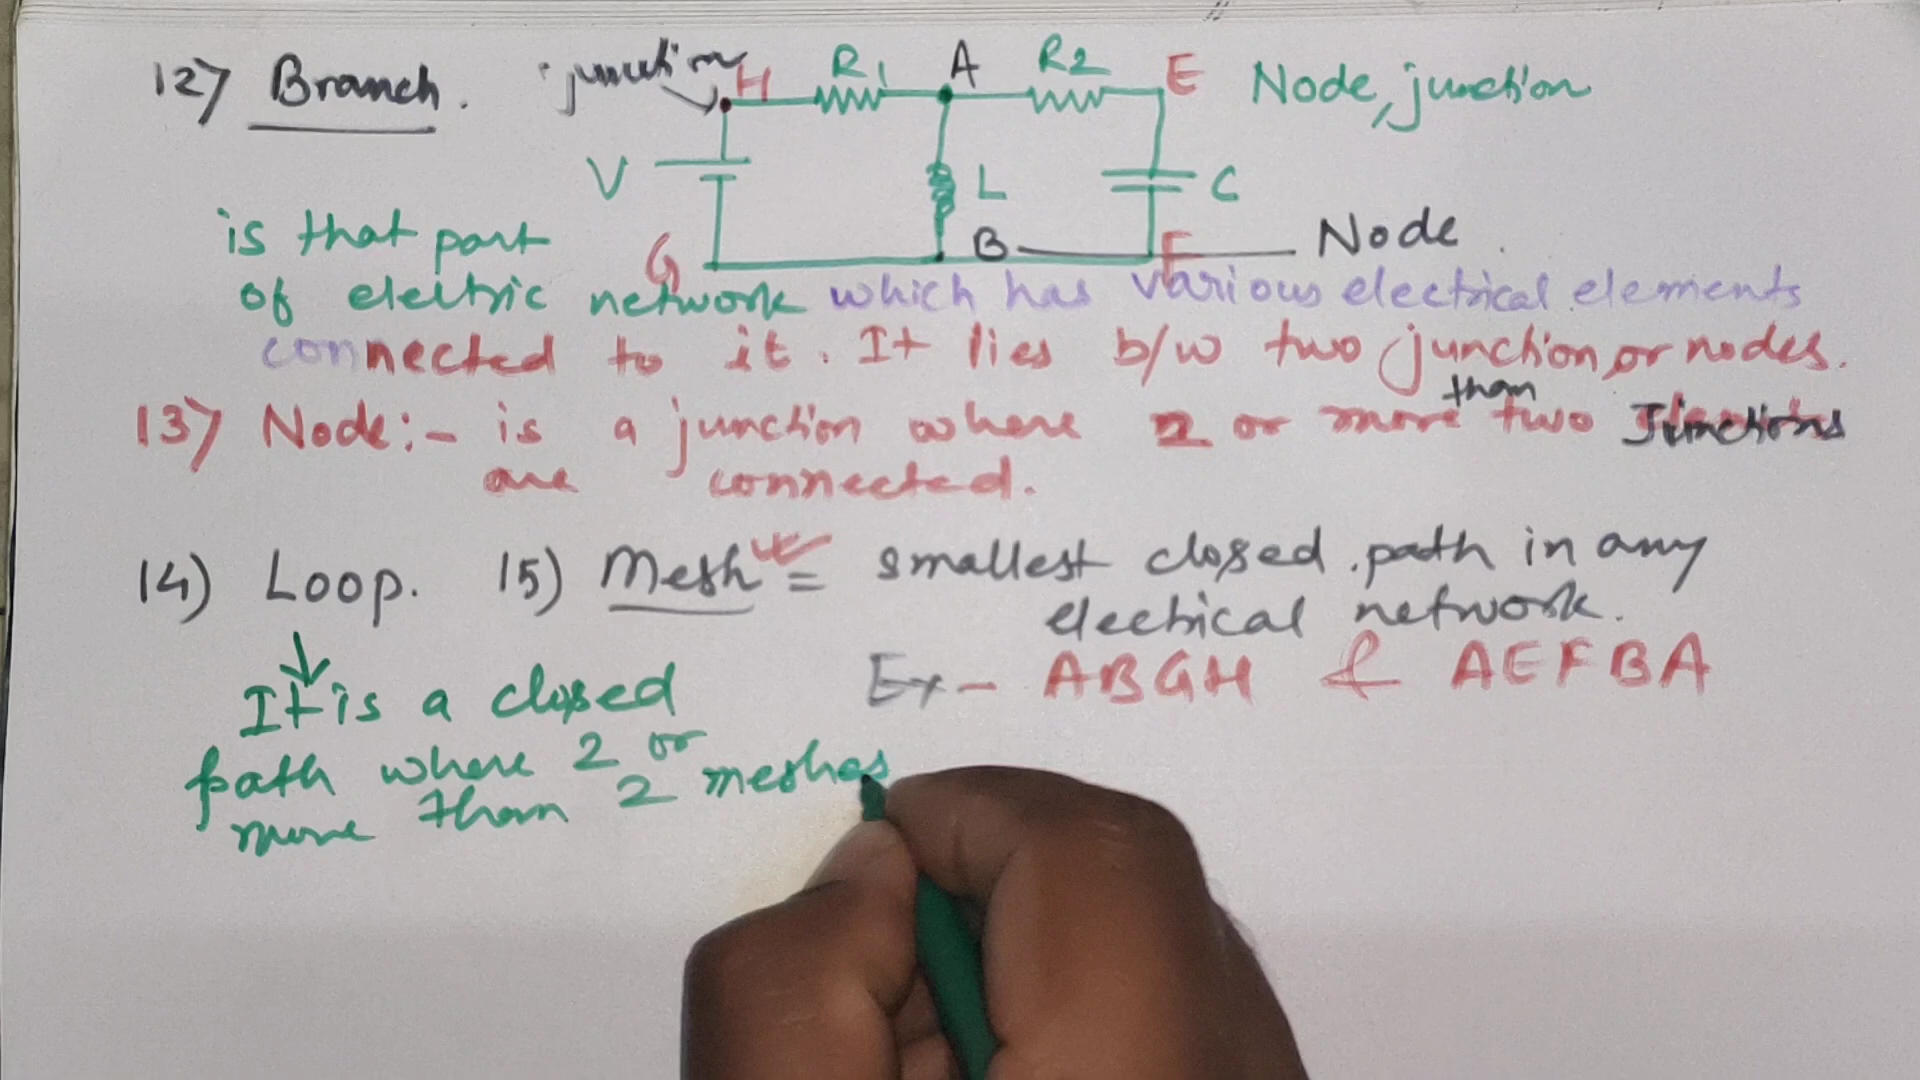 12) Branch. junction H R1 A R2 E Node, junction
V L C
is that part G B F Node
of electric network which has various electrical elements
connected to it. It lies b/w two junction, or nodes.
13) Node:- is a junction where 2 or more than two Junctions
are connected.
14) Loop. 15) Mesh = smallest closed path in any
electrical network.
It is a closed Ex- ABGH & AEFBA
path where 2 or
more than 2 meshes